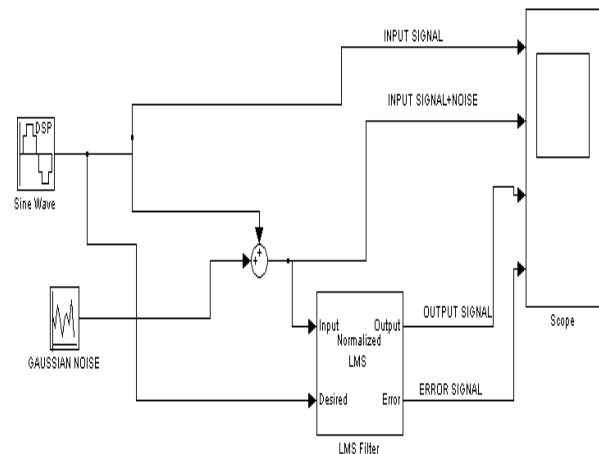 INPUT SIGNAL
INPUT SIGNAL+NOISE
DSP
Sine Wave
+
+
GAUSSIAN NOISE
Input
Output
Normalized
LMS
Desired
Error
LMS Filter
OUTPUT SIGNAL
ERROR SIGNAL
Scope